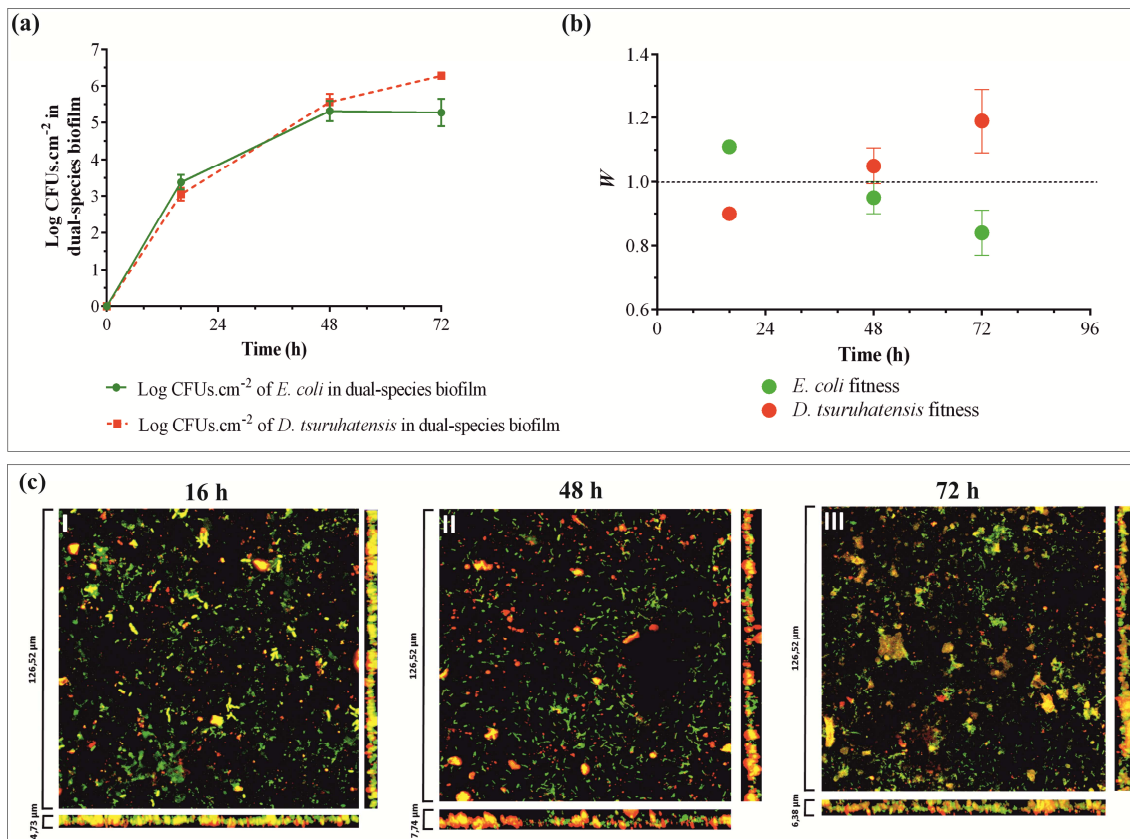 (a)
7
6
5
4
3
2
1
0
Log CFUs.cm⁻² in
dual-species biofilm
0 24 48 72
Time (h)
Log CFUs.cm⁻² of E. coli in dual-species biofilm
Log CFUs.cm⁻² of D. tsuruhatensis in dual-species biofilm
(b)
1.4
1.2
1.0
0.8
0.6
W
0 24 48 72 96
Time (h)
E. coli fitness
D. tsuruhatensis fitness
(c)
16 h
48 h
72 h
I
II
III
126,52 µm
4,73 µm
126,52 µm
7,74 µm
126,52 µm
6,38 µm